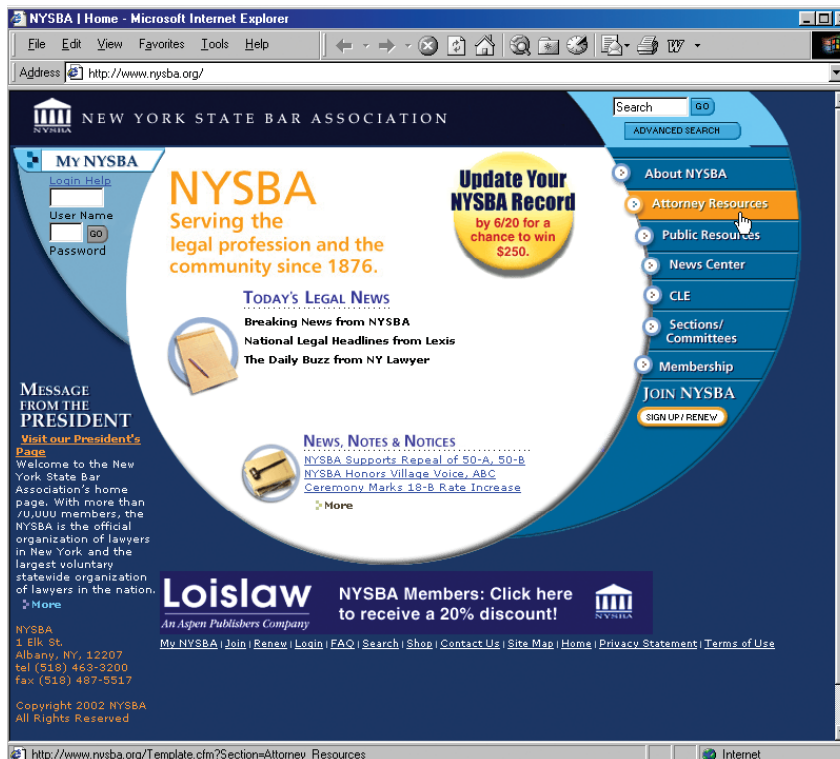 NYSBA | Home - Microsoft Internet Explorer
File Edit View Favorites Tools Help
Address http://www.nysba.org/
NYSBA
NEW YORK STATE BAR ASSOCIATION
Search GO
ADVANCED SEARCH
MY NYSBA
Login Help
User Name
GO
Password
NYSBA
Serving the
legal profession and the
community since 1876.
Update Your
NYSBA Record
by 6/20 for a
chance to win
$250.
About NYSBA
Attorney Resources
Public Resources
News Center
CLE
Sections/
Committees
Membership
JOIN NYSBA
SIGN UP / RENEW
TODAY'S LEGAL NEWS
Breaking News from NYSBA
National Legal Headlines from Lexis
The Daily Buzz from NY Lawyer
NEWS, NOTES & NOTICES
NYSBA Supports Repeal of 50-A, 50-B
NYSBA Honors Village Voice, ABC
Ceremony Marks 18-B Rate Increase
More
MESSAGE
FROM THE
PRESIDENT
Visit our President's
Page
Welcome to the New
York State Bar
Association's home
page. With more than
70,000 members, the
NYSBA is the official
organization of lawyers
in New York and the
largest voluntary
statewide organization
of lawyers in the nation.
More
NYSBA
1 Elk St.
Albany, NY, 12207
tel (518) 463-3200
fax (518) 487-5517
Copyright 2002 NYSBA
All Rights Reserved
Loislaw
An Aspen Publishers Company
NYSBA Members: Click here
to receive a 20% discount!
NYSBA
My NYSBA | Join | Renew | Login | FAQ | Search | Shop | Contact Us | Site Map | Home | Privacy Statement | Terms of Use
http://www.nysba.org/Template.cfm?Section=Attorney_Resources
Internet